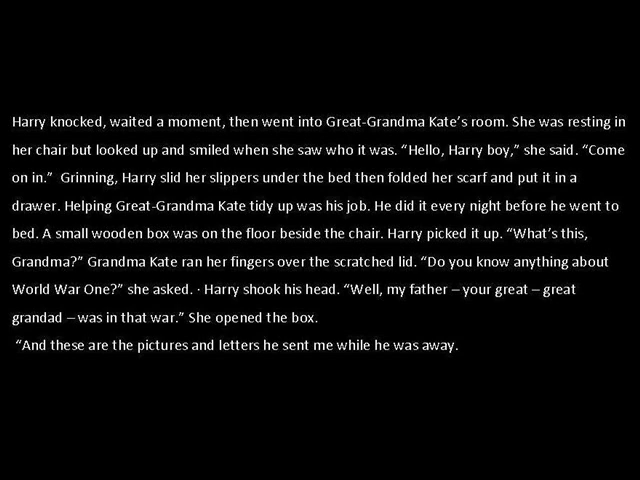 Harry knocked, waited a moment, then went into Great-Grandma Kate’s room. She was resting in
her chair but looked up and smiled when she saw who it was. “Hello, Harry boy,” she said. “Come
on in.”  Grinning, Harry slid her slippers under the bed then folded her scarf and put it in a
drawer. Helping Great-Grandma Kate tidy up was his job. He did it every night before he went to
bed. A small wooden box was on the floor beside the chair. Harry picked it up. “What’s this,
Grandma?” Grandma Kate ran her fingers over the scratched lid. “Do you know anything about
World War One?” she asked. · Harry shook his head. “Well, my father – your great – great
grandad – was in that war.” She opened the box.
“And these are the pictures and letters he sent me while he was away.